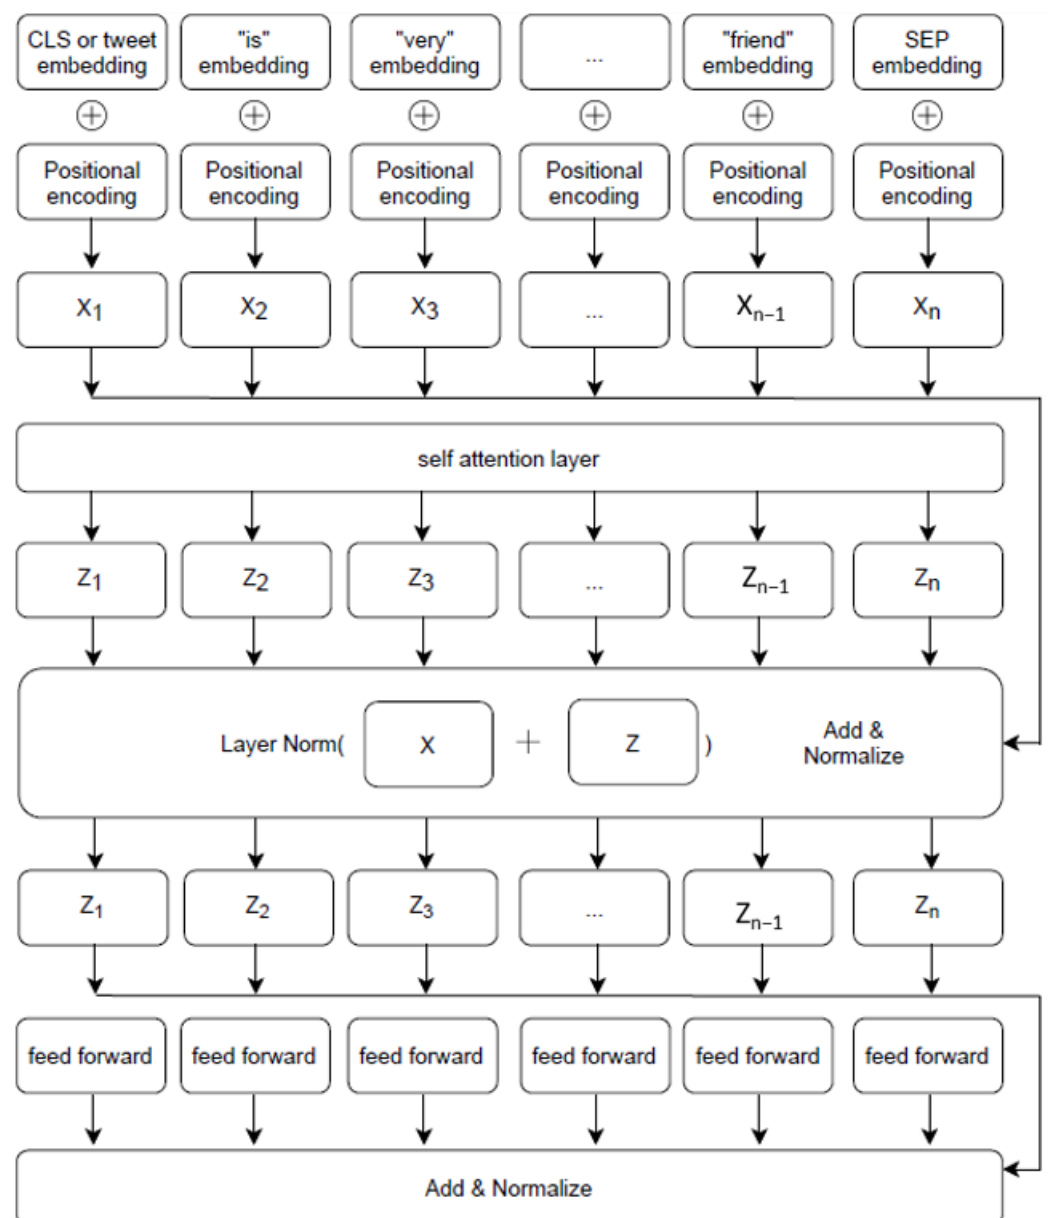 CLS or tweet embedding
"is" embedding
"very" embedding
...
"friend" embedding
SEP embedding
+ + + + + +
Positional encoding
Positional encoding
Positional encoding
Positional encoding
Positional encoding
Positional encoding
X₁ X₂ X₃ ... Xₙ₋₁ Xₙ
self attention layer
Z₁ Z₂ Z₃ ... Zₙ₋₁ Zₙ
Layer Norm( X + Z ) Add & Normalize
Z₁ Z₂ Z₃ ... Zₙ₋₁ Zₙ
feed forward feed forward feed forward feed forward feed forward feed forward
Add & Normalize